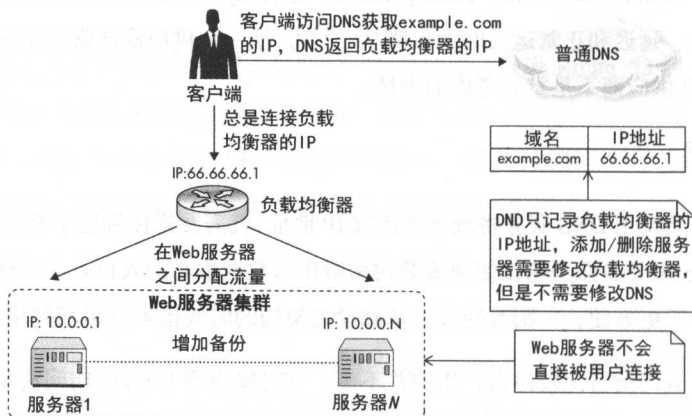 客户端访问DNS获取example.com
的IP，DNS返回负载均衡器的IP
普通DNS
客户端
总是连接负载
均衡器的IP
域名 IP地址
example.com 66.66.66.1
IP:66.66.66.1
负载均衡器
DND只记录负载均衡器的
IP地址，添加/删除服务
器需要修改负载均衡器，
但是不需要修改DNS
在Web服务器
之间分配流量
Web服务器集群
IP: 10.0.0.1
IP: 10.0.0.N
增加备份
服务器1
服务器N
Web服务器不会
直接被用户连接